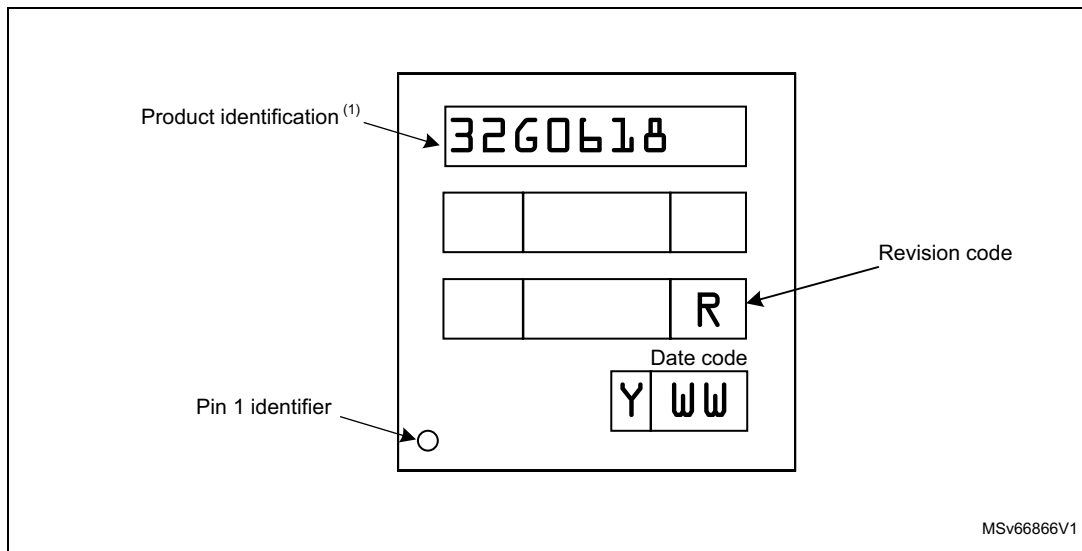 Product identification (1)
32G0618
Revision code
R
Date code
Y WW
Pin 1 identifier
MSv66866V1